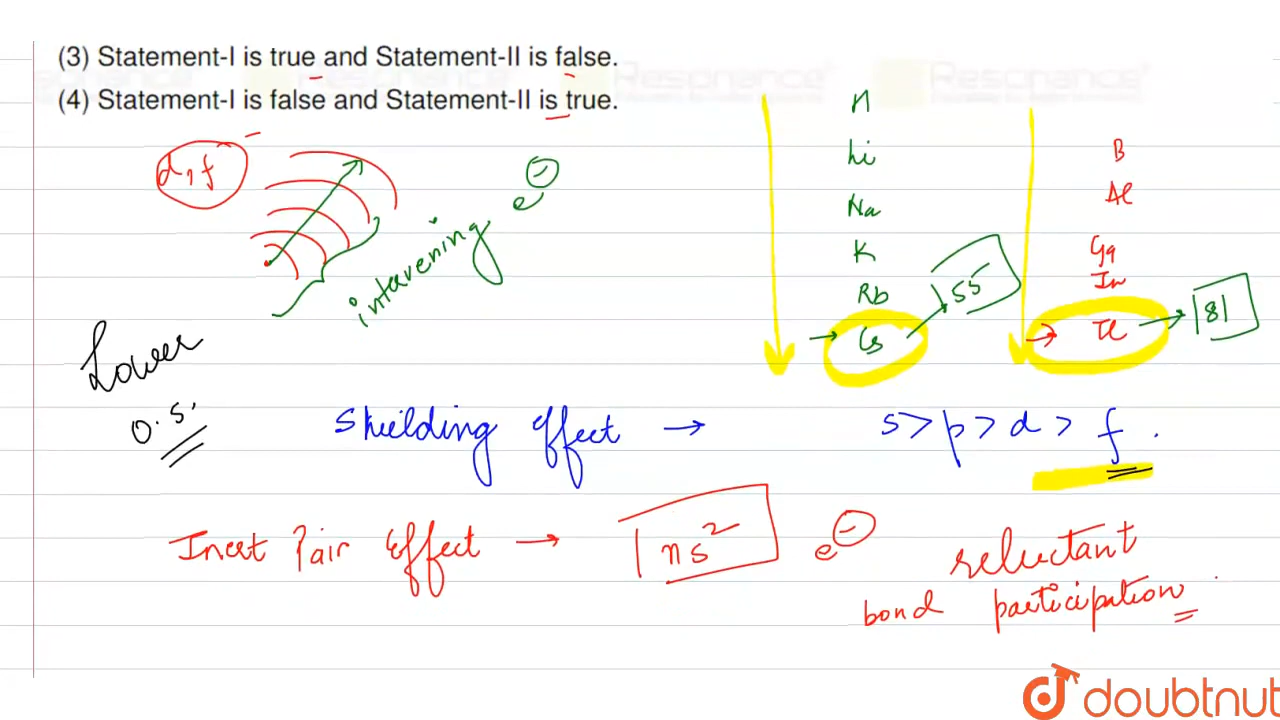 (3) Statement-I is true and Statement-II is false.
(4) Statement-I is false and Statement-II is true.
Resonance
d, f
intervening e⁻
H
Li
Na
K
Rb
Cs → 55
B
Al
Ga
In
→ Tl → 81
Lower
O.S.
Shielding effect → s > p > d > f.
Inert Pair Effect → ns² e⁻ reluctant
bond participation
doubtnut